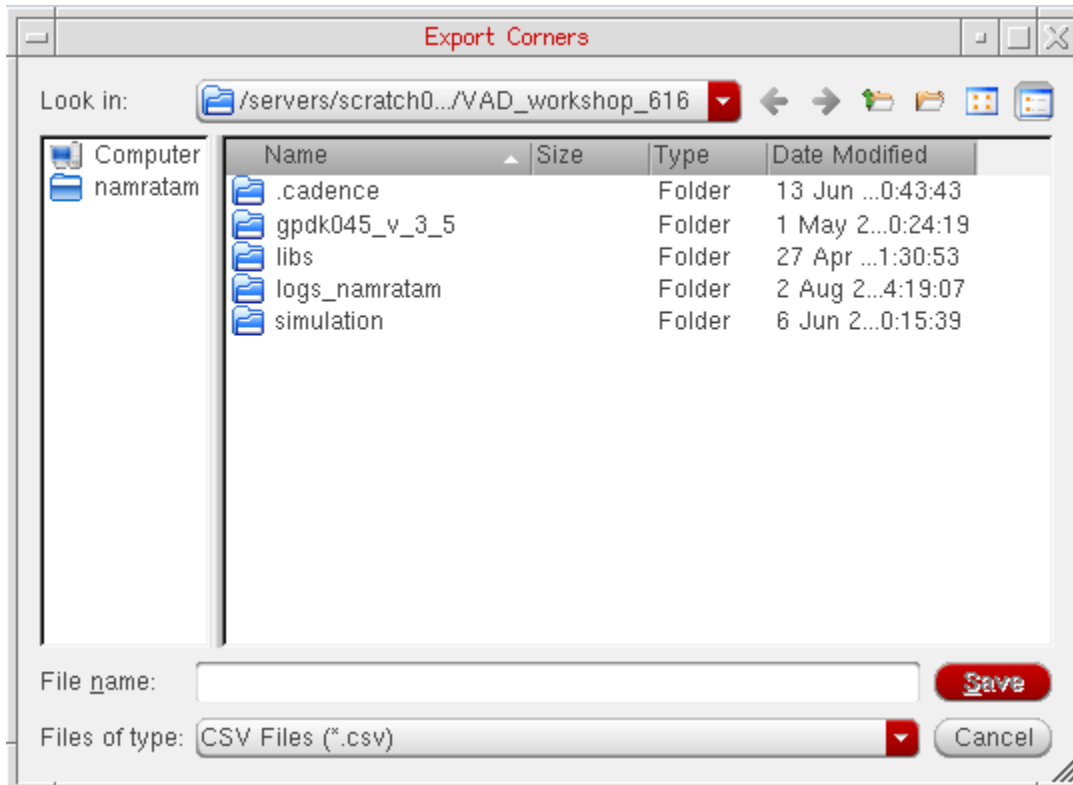 Export Corners
Look in: /servers/scratch0.../VAD_workshop_616
Computer
namratam
Name Size Type Date Modified
.cadence Folder 13 Jun ...0:43:43
gpdk045_v_3_5 Folder 1 May 2...0:24:19
libs Folder 27 Apr ...1:30:53
logs_namratam Folder 2 Aug 2...4:19:07
simulation Folder 6 Jun 2...0:15:39
File name: Save
Files of type: CSV Files (*.csv) Cancel